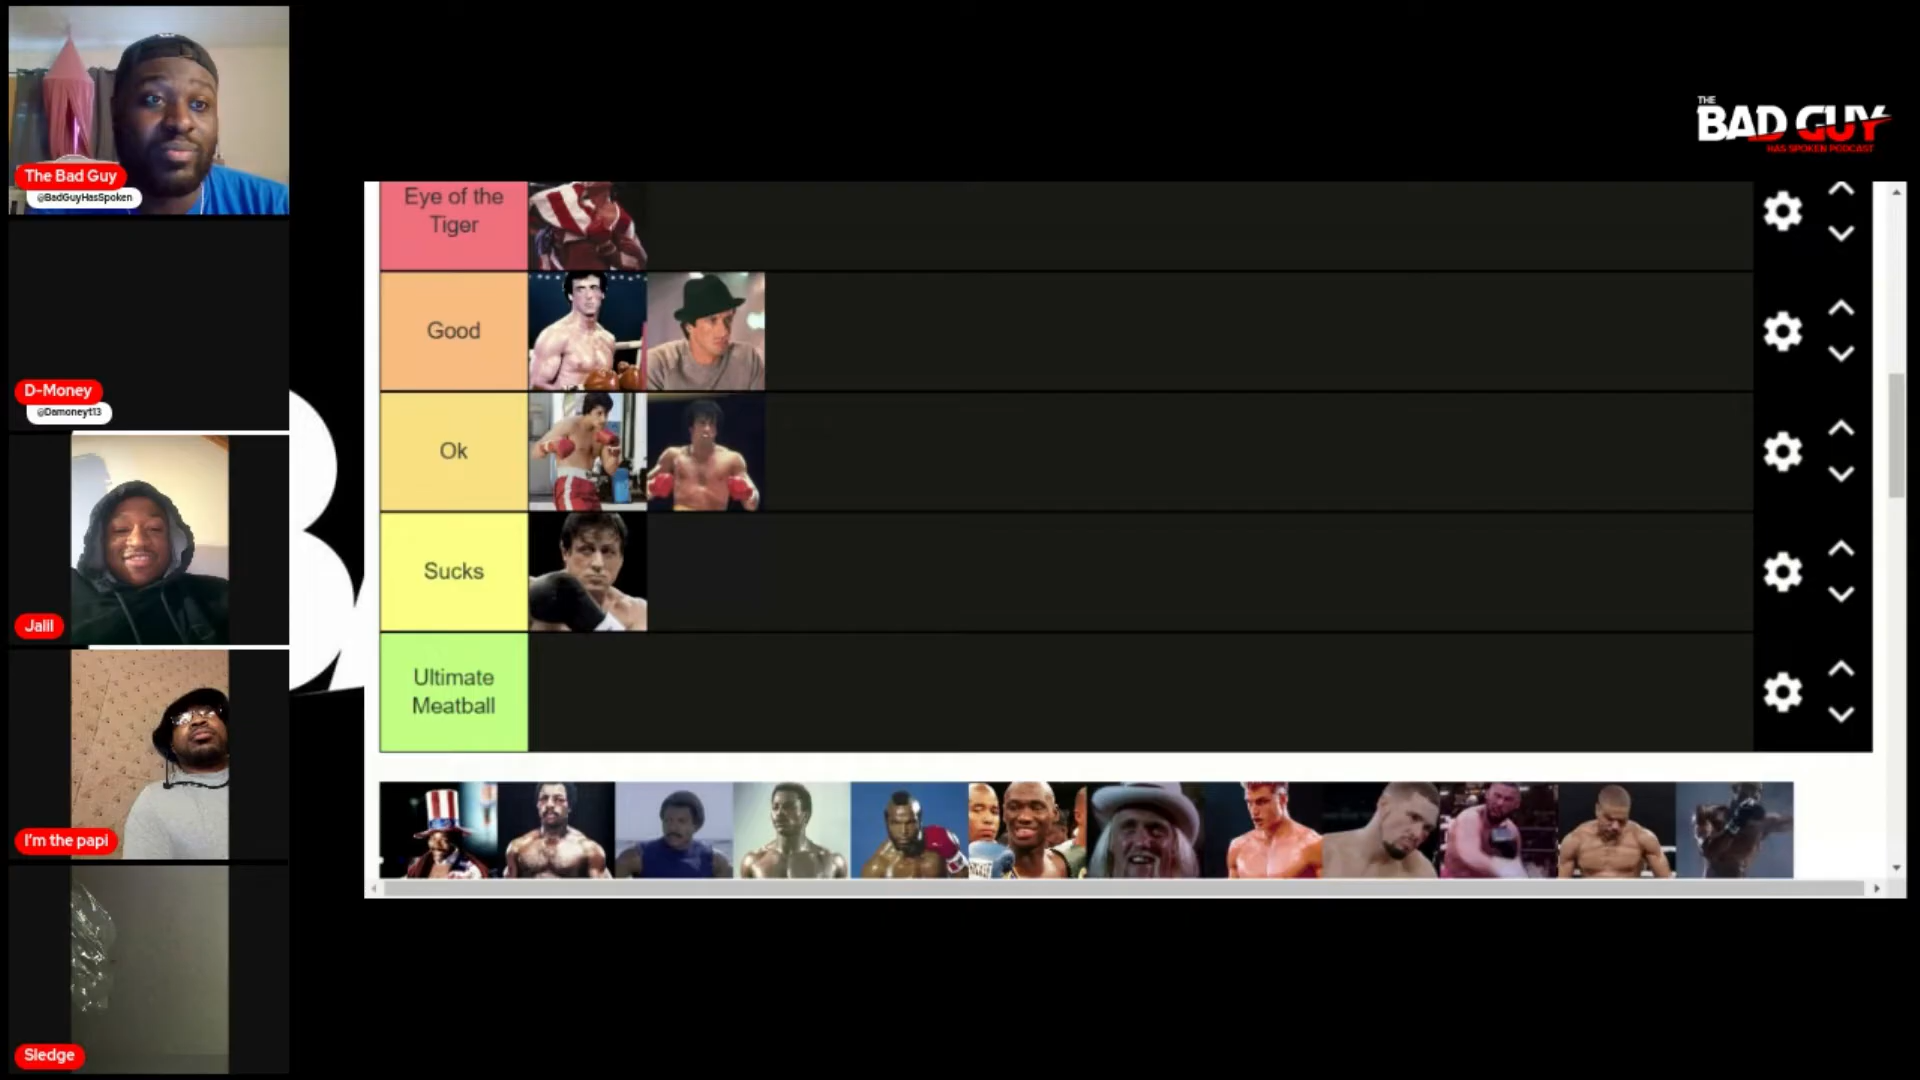 The Bad Guy
@BadGuyHasSpoken
D-Money
@Damoneyt13
Jalil
I'm the papi
Sledge
THE
BAD GUY
HAS SPOKEN PODCAST
Eye of the
Tiger
Good
Ok
Sucks
Ultimate
Meatball